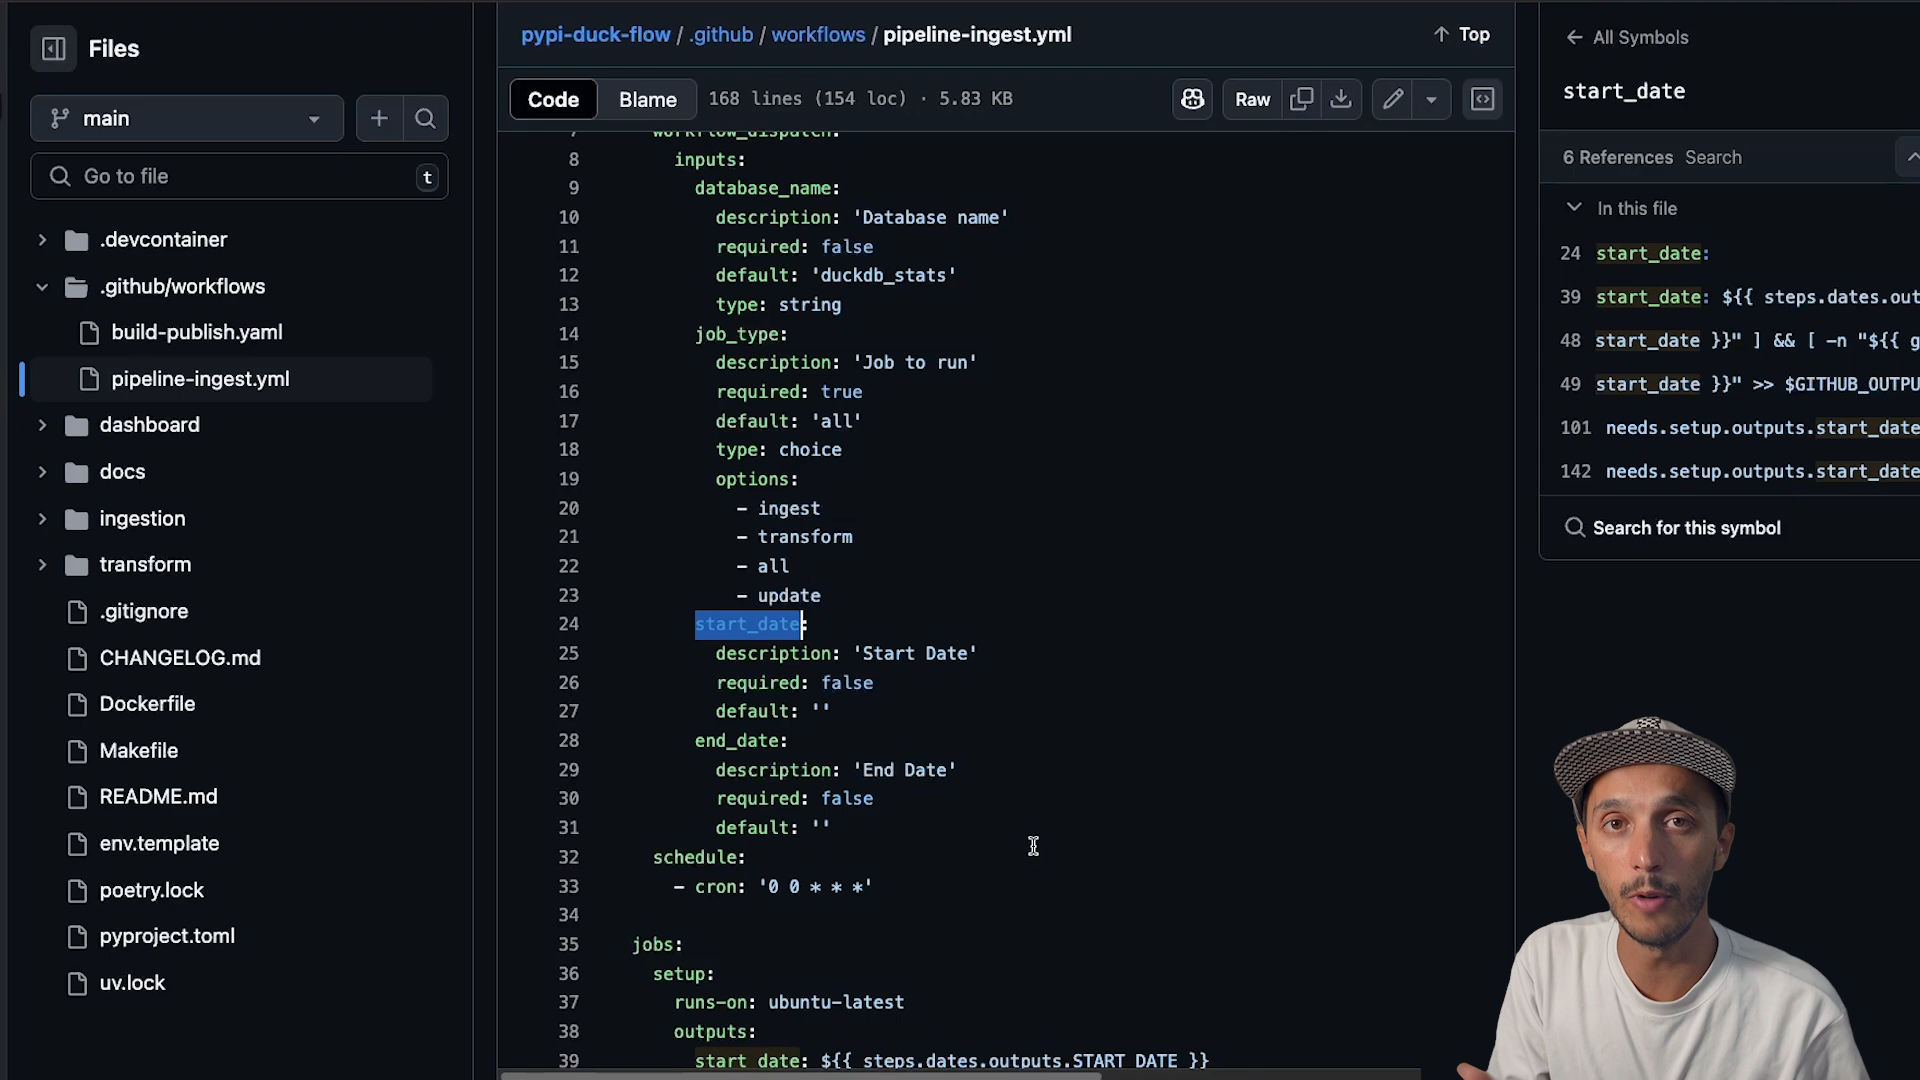 Files
main
Go to file
t
.devcontainer
.github/workflows
build-publish.yaml
pipeline-ingest.yml
dashboard
docs
ingestion
transform
.gitignore
CHANGELOG.md
Dockerfile
Makefile
README.md
env.template
poetry.lock
pyproject.toml
uv.lock
pypi-duck-flow / .github / workflows / pipeline-ingest.yml
Top
Code Blame 168 lines (154 loc) · 5.83 KB
Raw
7 workflow_dispatch:
8 inputs:
9 database_name:
10 description: 'Database name'
11 required: false
12 default: 'duckdb_stats'
13 type: string
14 job_type:
15 description: 'Job to run'
16 required: true
17 default: 'all'
18 type: choice
19 options:
20 - ingest
21 - transform
22 - all
23 - update
24 start_date:
25 description: 'Start Date'
26 required: false
27 default: ''
28 end_date:
29 description: 'End Date'
30 required: false
31 default: ''
32 schedule:
33 - cron: '0 0 * * *'
34
35 jobs:
36 setup:
37 runs-on: ubuntu-latest
38 outputs:
39 start_date: ${{ steps.dates.outputs.START_DATE }}
All Symbols
start_date
6 References Search
In this file
24 start_date:
39 start_date: ${{ steps.dates.out
48 start_date }}" ] && [ -n "${{ g
49 start_date }}" >> $GITHUB_OUTPU
101 needs.setup.outputs.start_date
142 needs.setup.outputs.start_date
Search for this symbol